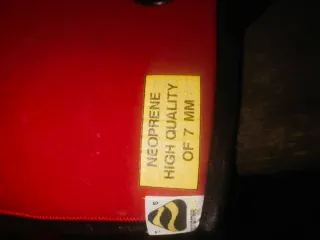 NEOPRENE
HIGH QUALITY
OF 7 MM